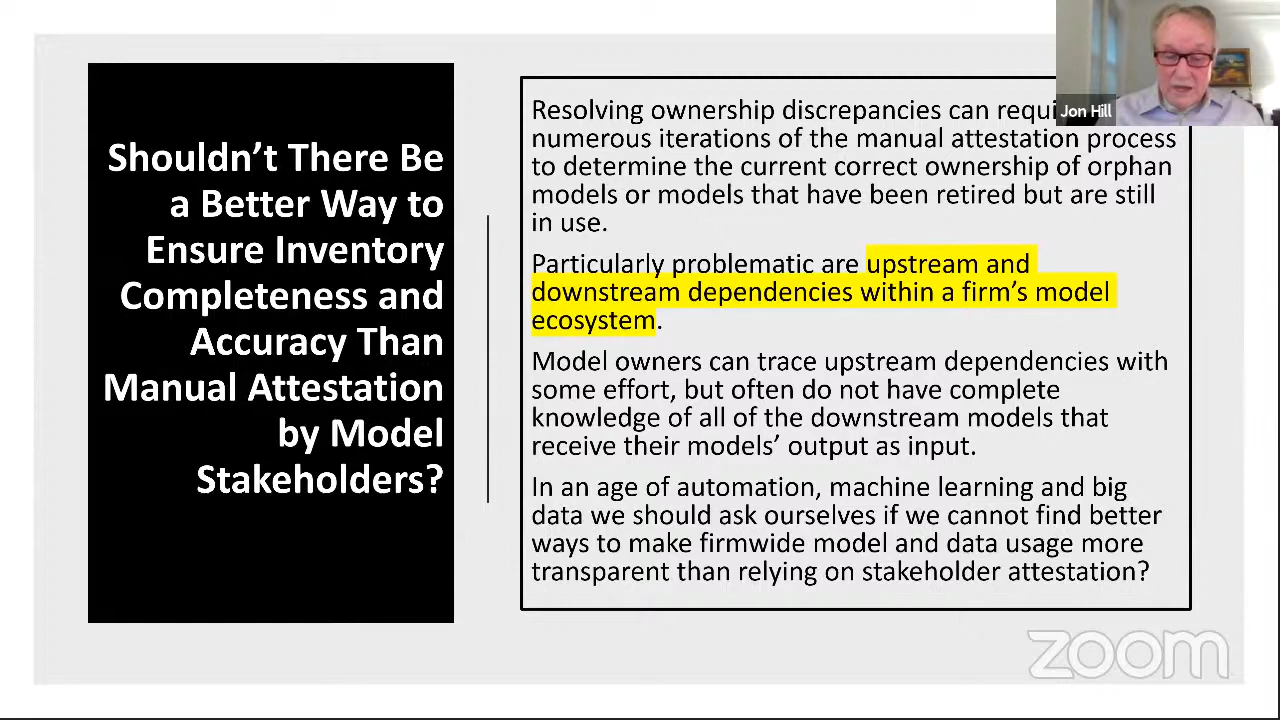 Shouldn’t There Be
a Better Way to
Ensure Inventory
Completeness and
Accuracy Than
Manual Attestation
by Model
Stakeholders?
Resolving ownership discrepancies can
numerous iterations of the manual attestation process
to determine the current correct ownership of orphan
models or models that have been retired but are still
in use.
Particularly problematic are upstream and
downstream dependencies within a firm’s model
ecosystem.
Model owners can trace upstream dependencies with
some effort, but often do not have complete
knowledge of all of the downstream models that
receive their models’ output as input.
In an age of automation, machine learning and big
data we should ask ourselves if we cannot find better
ways to make firmwide model and data usage more
transparent than relying on stakeholder attestation?
Jon Hill
zoom